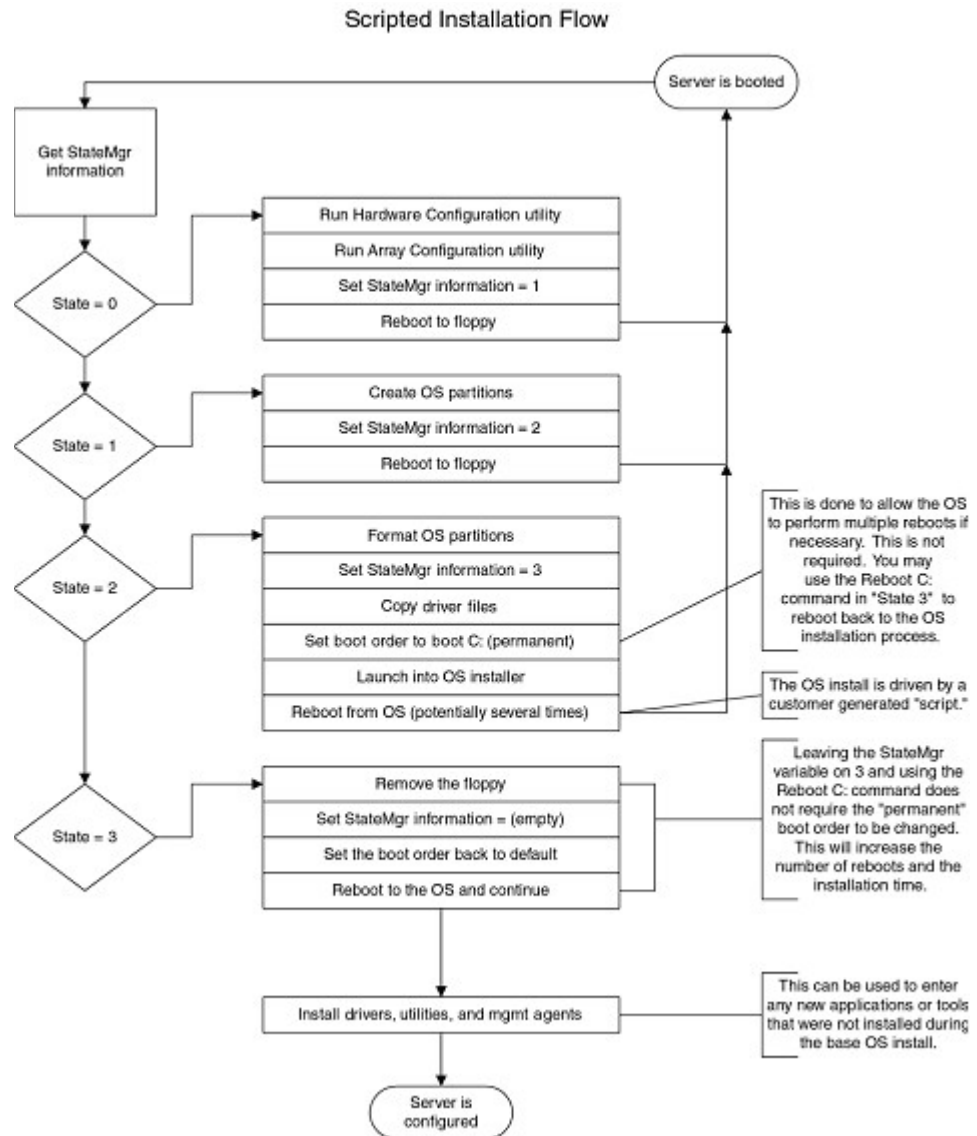 Scripted Installation Flow
Server is booted
Get StateMgr
information
State = 0
Run Hardware Configuration utility
Run Array Configuration utility
Set StateMgr information = 1
Reboot to floppy
State = 1
Create OS partitions
Set StateMgr information = 2
Reboot to floppy
State = 2
Format OS partitions
Set StateMgr information = 3
Copy driver files
Set boot order to boot C: (permanent)
Launch into OS installer
Reboot from OS (potentially several times)
This is done to allow the OS
to perform multiple reboots if
necessary. This is not
required. You may
use the Reboot C:
command in "State 3" to
reboot back to the OS
installation process.
The OS install is driven by a
customer generated "script."
State = 3
Remove the floppy
Set StateMgr information = (empty)
Set the boot order back to default
Reboot to the OS and continue
Leaving the StateMgr
variable on 3 and using the
Reboot C: command does
not require the "permanent"
boot order to be changed.
This will increase the
number of reboots and the
installation time.
Install drivers, utilities, and mgmt agents
This can be used to enter
any new applications or tools
that were not installed during
the base OS install.
Server is
configured